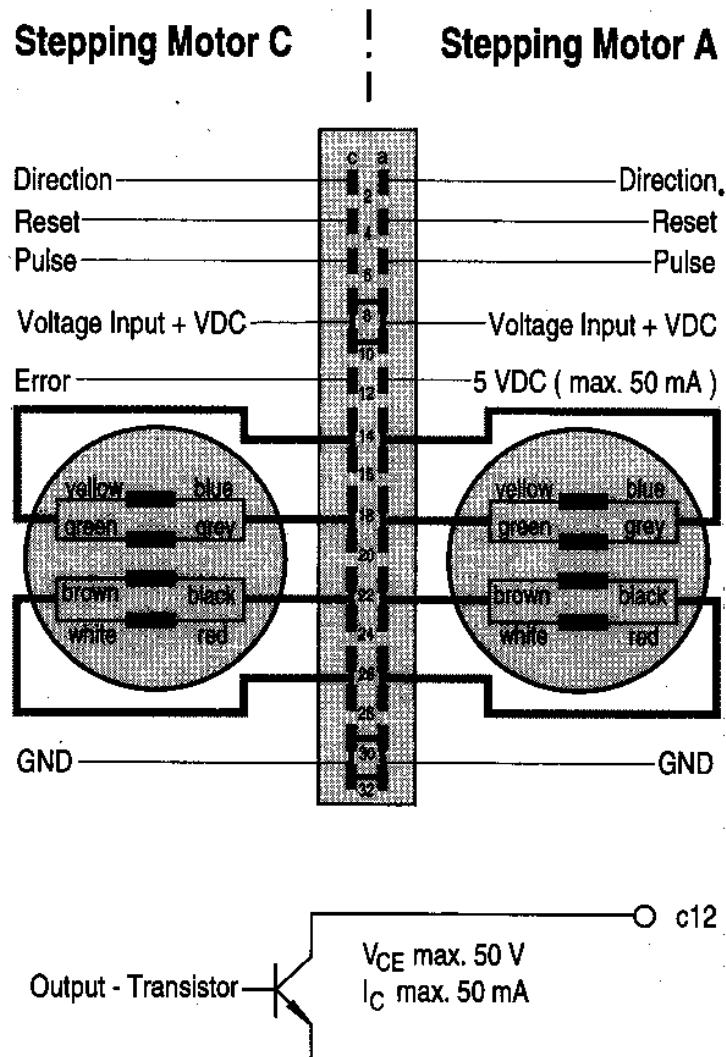 Stepping Motor C Stepping Motor A
c a
Direction 2 Direction.
Reset 4 Reset
Pulse 6 Pulse
8
Voltage Input + VDC Voltage Input + VDC
10
Error 12 5 VDC ( max. 50 mA )
14
16
yellow blue yellow blue
green grey 18 green grey
20
brown black 22 brown black
white red 24 white red
26
28
GND 30 GND
32
c12
V_CE max. 50 V
Output - Transistor I_C max. 50 mA